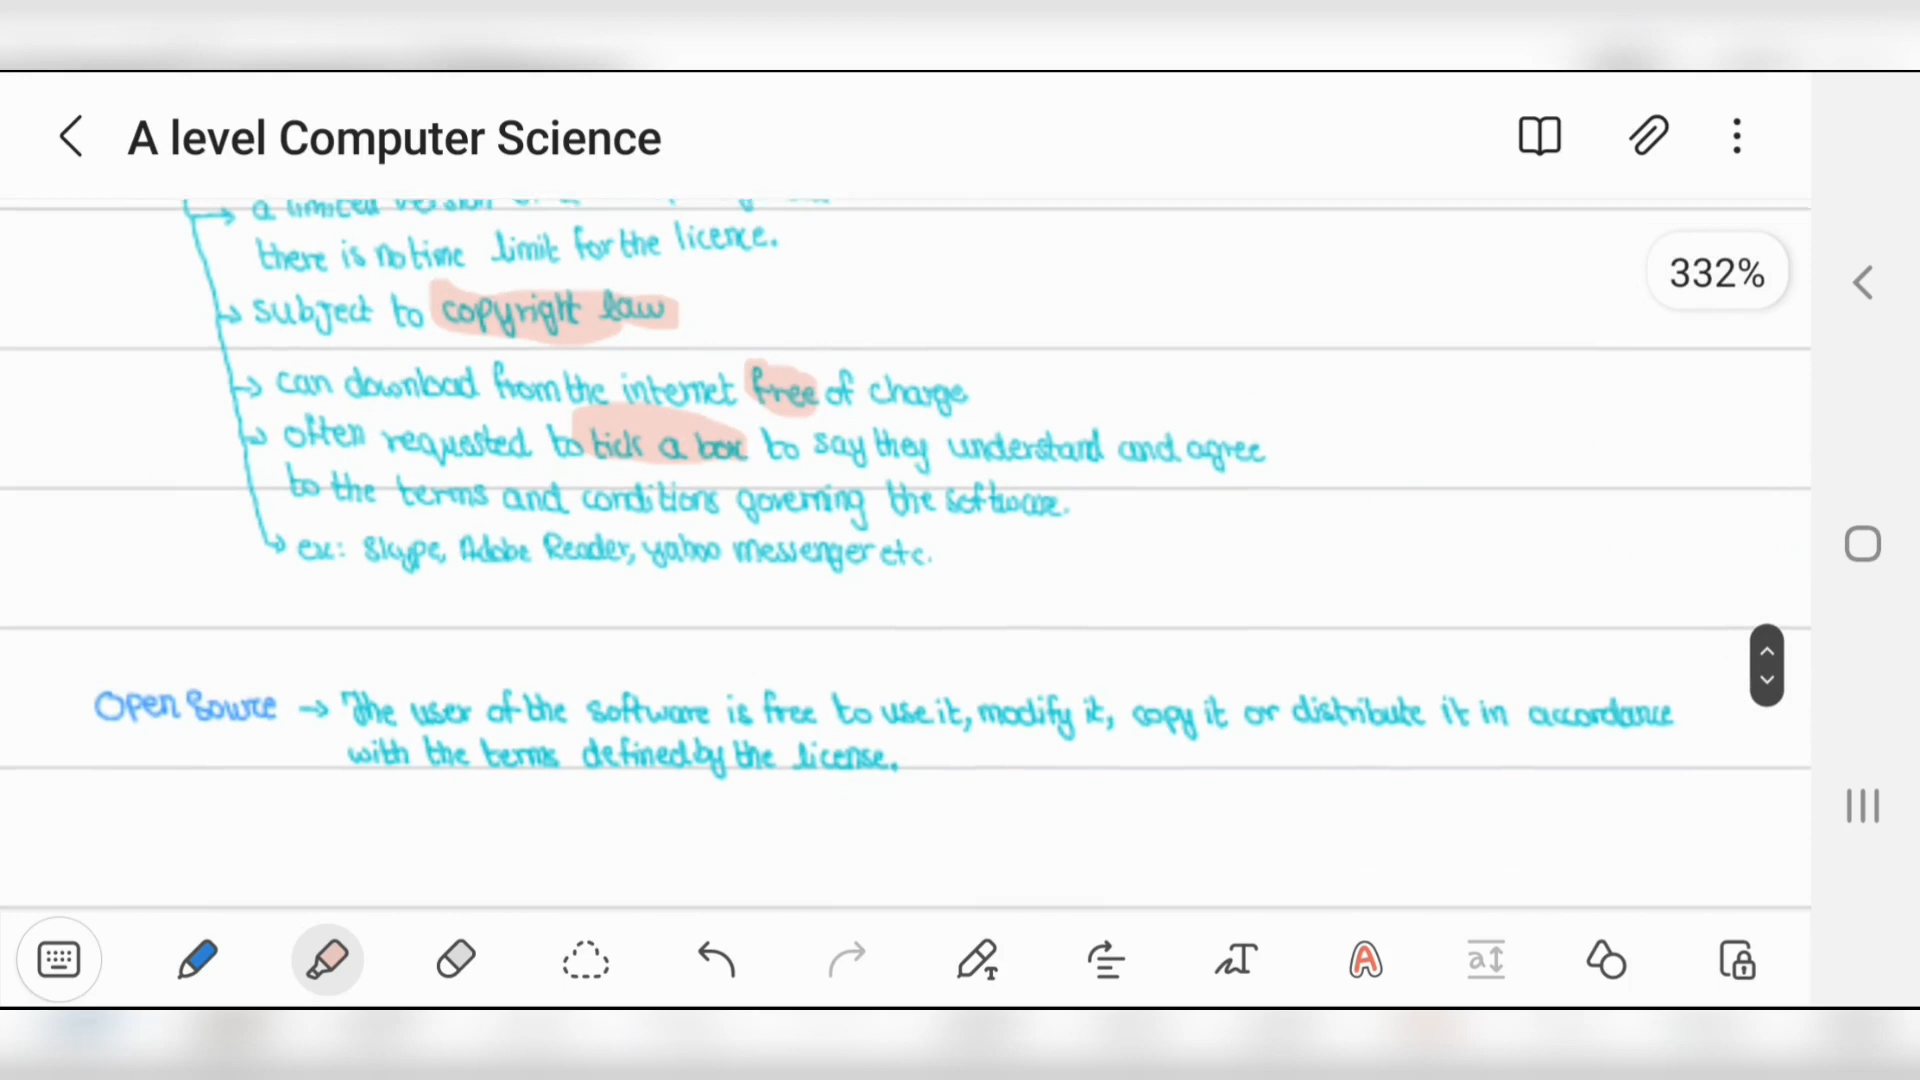 A level Computer Science
→ a limited version
there is no time limit for the licence.
332%
→ subject to copyright law
→ can download from the internet free of charge
→ often requested to tick a box to say they understand and agree
to the terms and conditions governing the software.
→ ex: Skype, Adobe Reader, yahoo messenger etc.
Open Source → The user of the software is free to use it, modify it, copy it or distribute it in accordance
with the terms defined by the license.